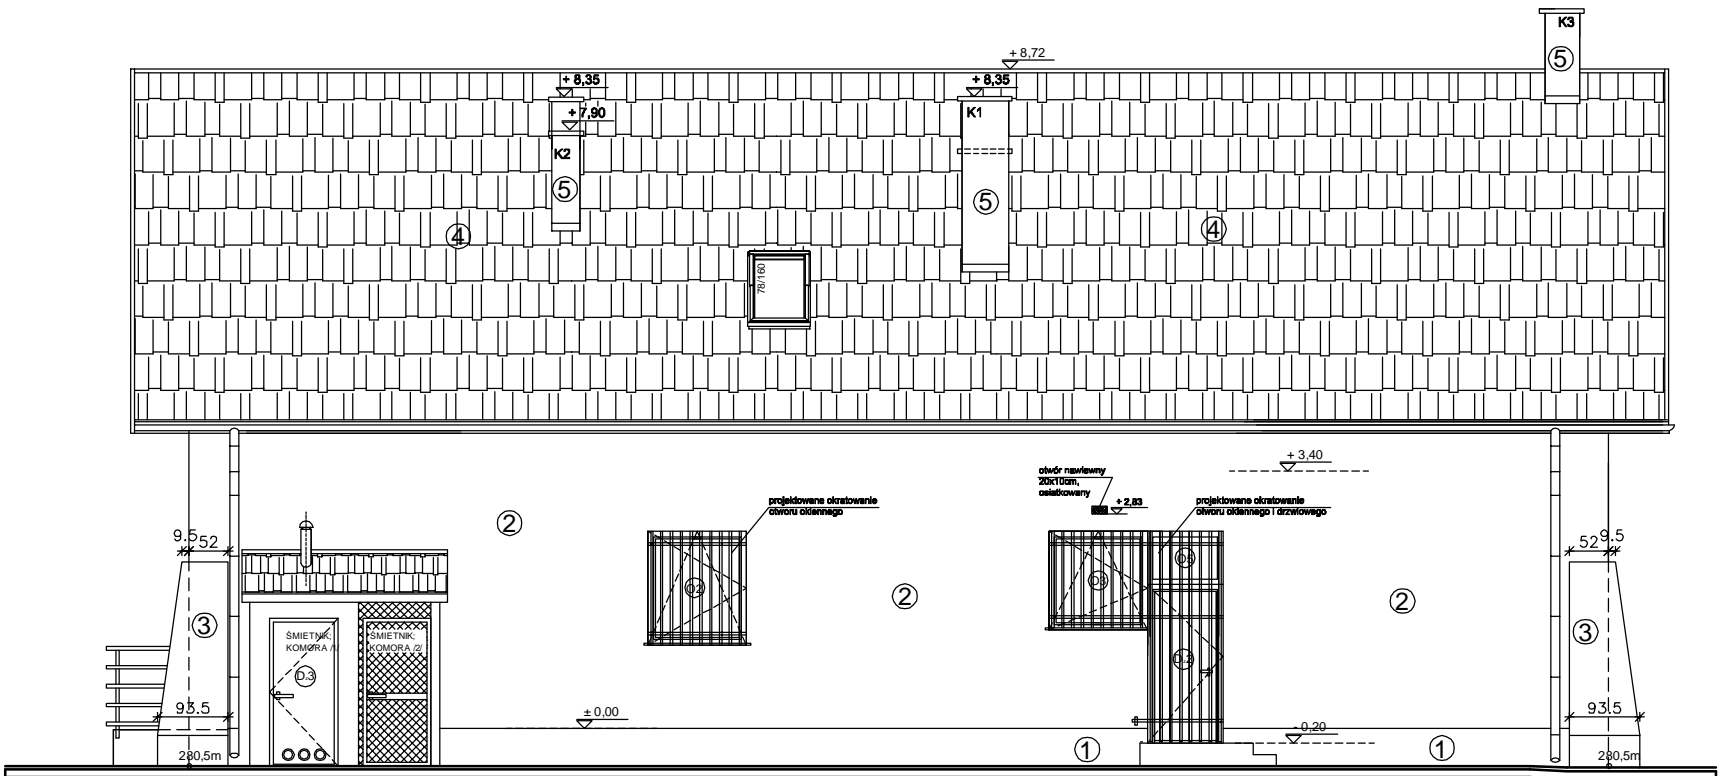 K3
5
+ 8,72
+ 8,35
+ 8,35
+ 7,90
K1
K2
5
5
4
4
78/160
+ 3,40
otwór nawiewny
20x10cm,
osiatkowany
+ 2,83
projektowane okratowanie
otworu okiennego
projektowane okratowanie
otworu okiennego i drzwiowego
2
9.5
52
52
9.5
O5
O2
O3
2
2
3
3
ŚMIETNIK;
KOMORA /1/
ŚMIETNIK;
KOMORA /2/
93.5
± 0,00
- 0,20
93.5
1
1
280,5m
280,5m